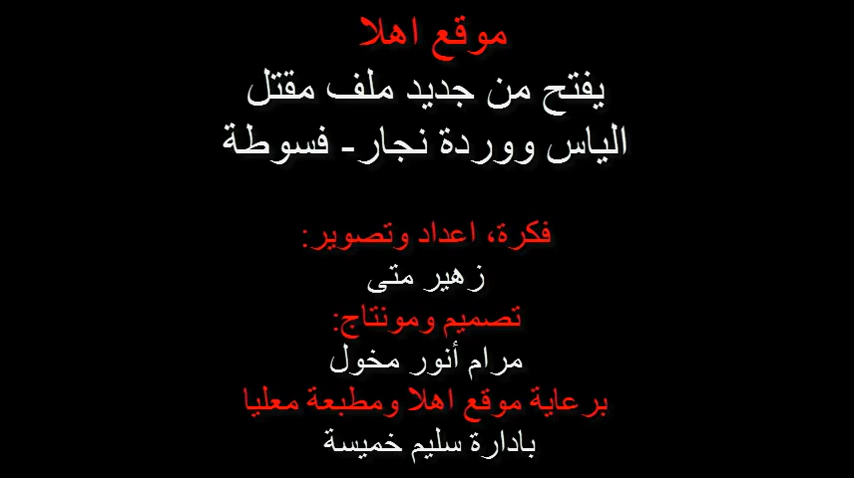 موقع اهلا
يفتح من جديد ملف مقتل
الياس ووردة نجار- فسوطة
فكرة، اعداد وتصوير:
زهير متى
تصميم ومونتاج:
مرام أنور مخول
برعاية موقع اهلا ومطبعة معليا
بادارة سليم خميسة